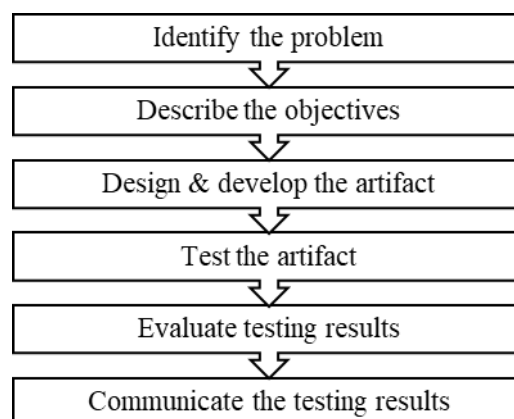 Identify the problem
Describe the objectives
Design & develop the artifact
Test the artifact
Evaluate testing results
Communicate the testing results